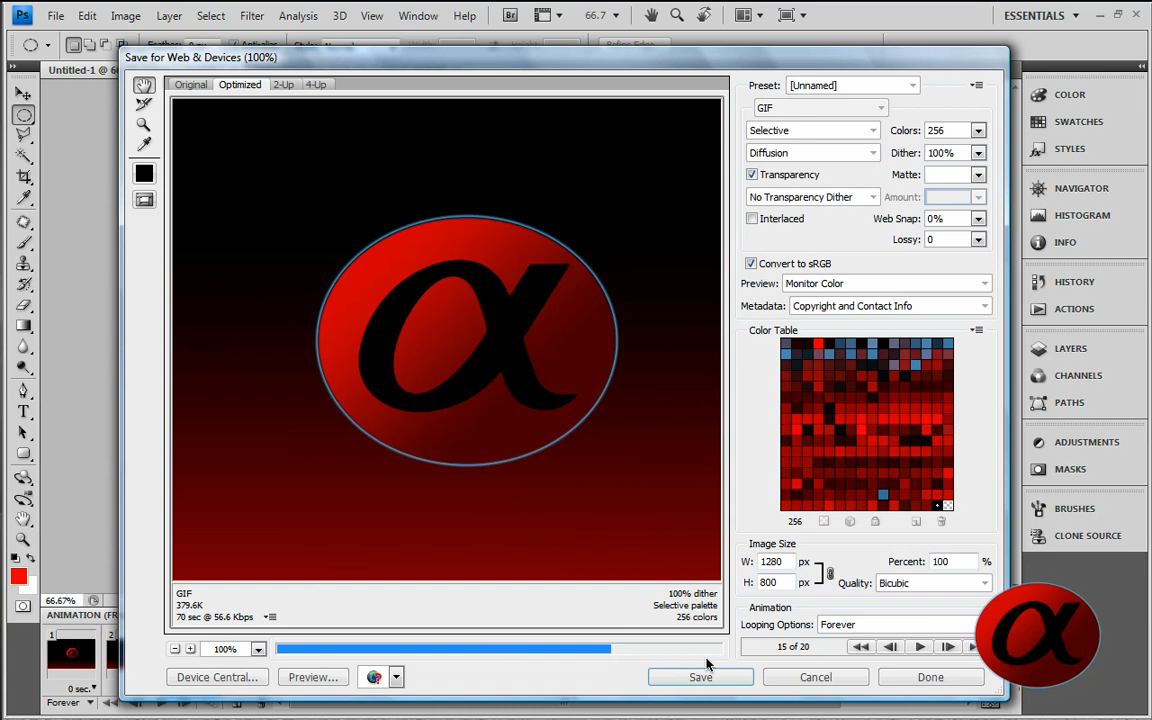 Ps File Edit Image Layer Select Filter Analysis 3D View Window Help Br 66.7 ESSENTIALS
Untitled-1 @ 6
Save for Web & Devices (100%)
Original Optimized 2-Up 4-Up
Preset: [Unnamed]
GIF
Selective Colors: 256
Diffusion Dither: 100%
Transparency Matte:
No Transparency Dither Amount:
Interlaced Web Snap: 0%
Lossy: 0
Convert to sRGB
Preview: Monitor Color
Metadata: Copyright and Contact Info
Color Table
256
Image Size
W: 1280 px Percent: 100 %
H: 800 px Quality: Bicubic
Animation
Looping Options: Forever
15 of 20
α
GIF
379.6K
70 sec @ 56.6 Kbps
100% dither
Selective palette
256 colors
100%
Device Central... Preview... Save Cancel Done
COLOR
SWATCHES
STYLES
NAVIGATOR
HISTOGRAM
INFO
HISTORY
ACTIONS
LAYERS
CHANNELS
PATHS
ADJUSTMENTS
MASKS
BRUSHES
CLONE SOURCE
T
66.67%
ANIMATION (FR
1 2
0 sec.
Forever
α